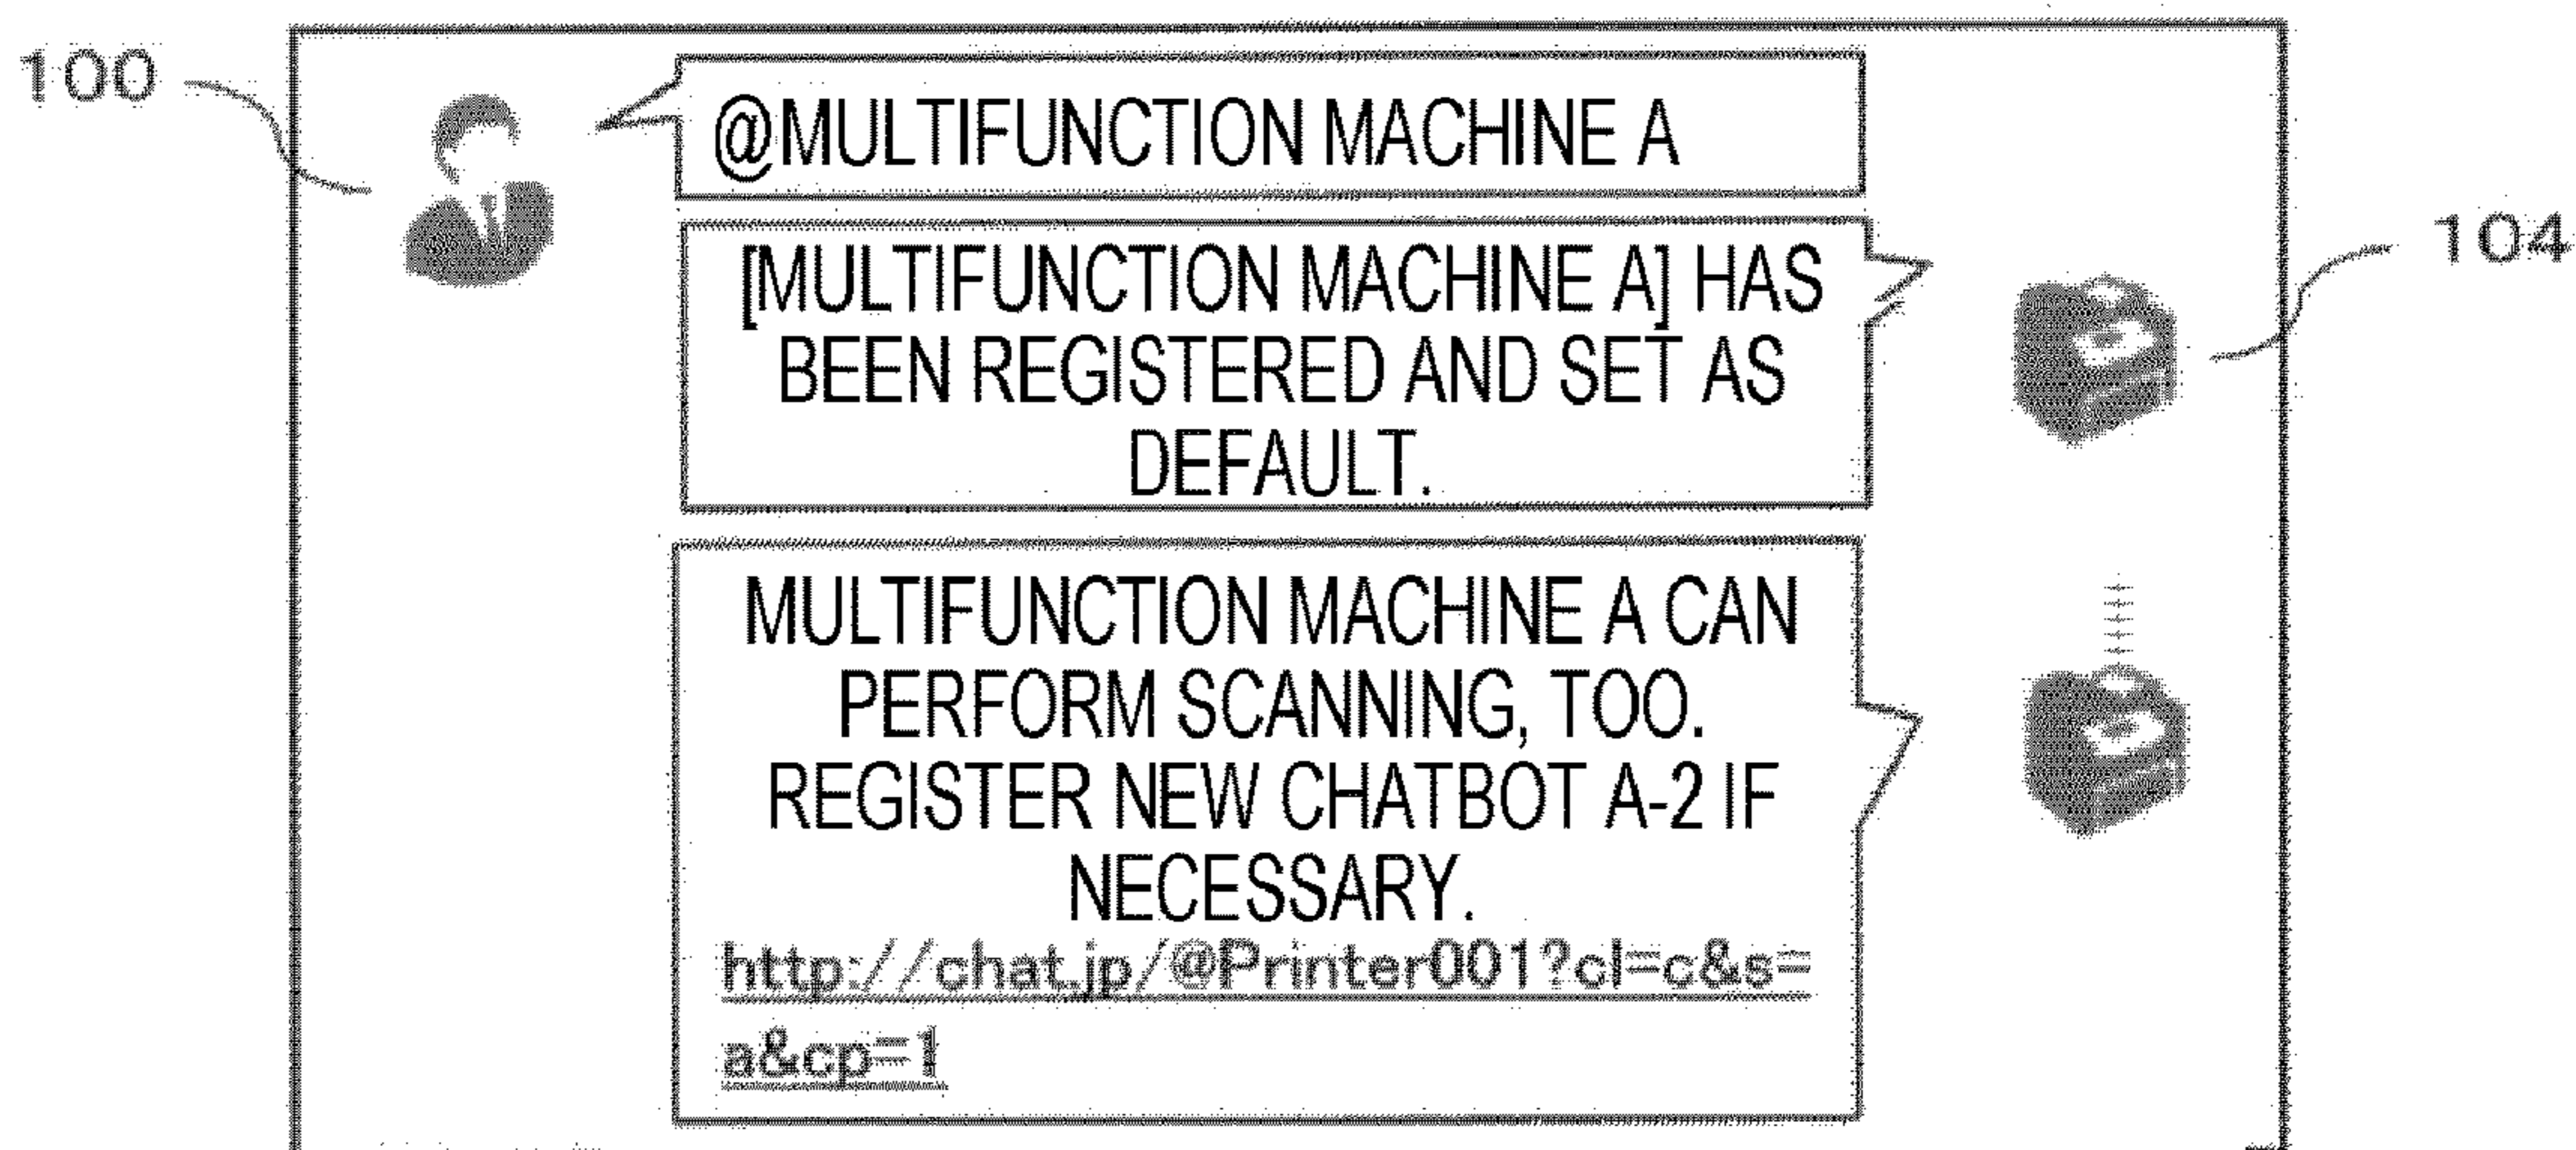 100
@MULTIFUNCTION MACHINE A
104
[MULTIFUNCTION MACHINE A] HAS
BEEN REGISTERED AND SET AS
DEFAULT.
MULTIFUNCTION MACHINE A CAN
PERFORM SCANNING, TOO.
REGISTER NEW CHATBOT A-2 IF
NECESSARY.
http://chat.jp/@Printer001?cl=c&s=
a&cp=1